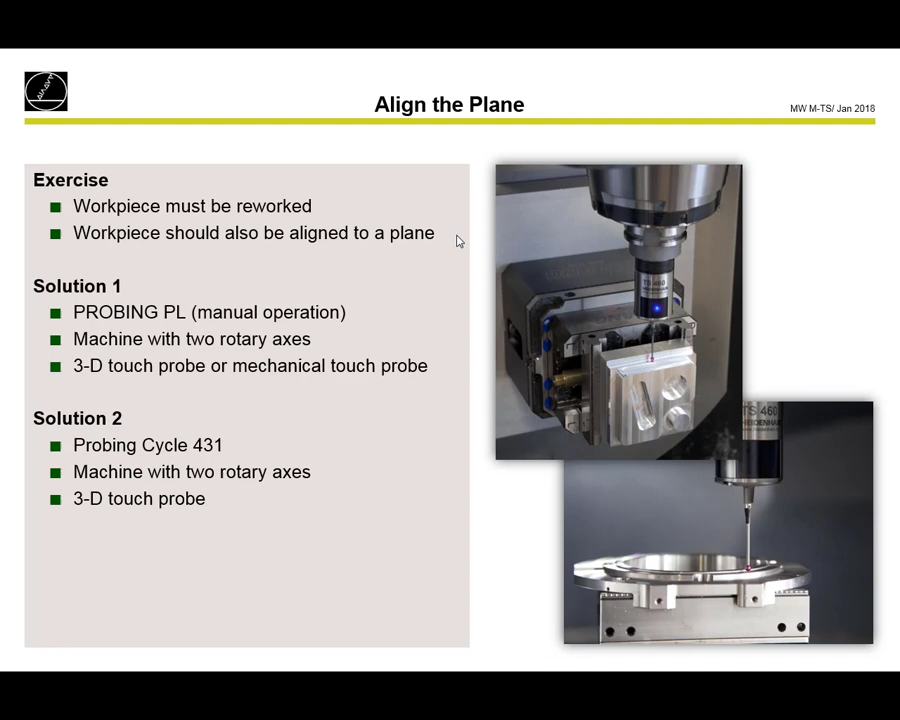 Align the Plane
MW M-TS/ Jan 2018
Exercise
Workpiece must be reworked
Workpiece should also be aligned to a plane
Solution 1
PROBING PL (manual operation)
Machine with two rotary axes
3-D touch probe or mechanical touch probe
Solution 2
Probing Cycle 431
Machine with two rotary axes
3-D touch probe
TS 460
TS 460